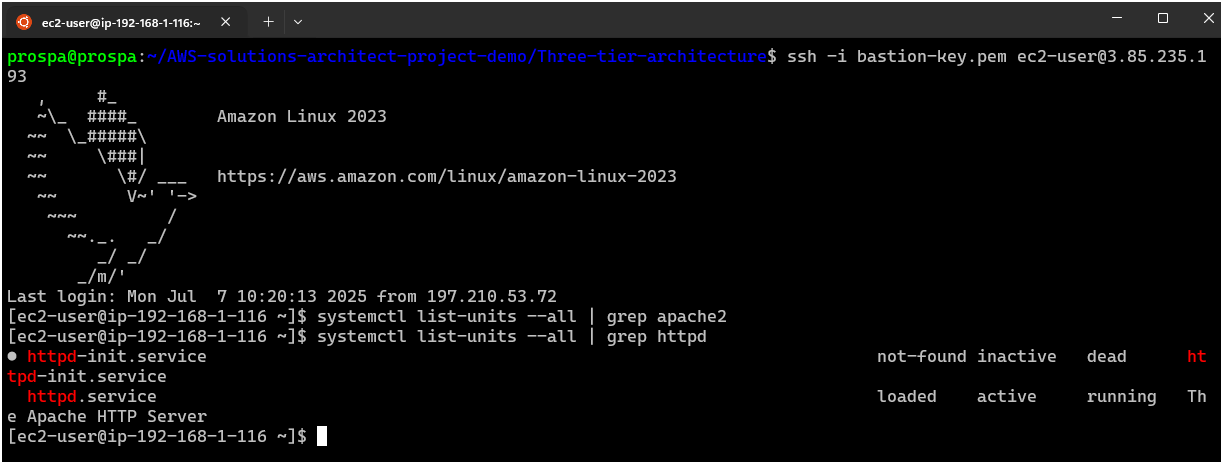 ec2-user@ip-192-168-1-116:~
prospa@prospa:~/AWS-solutions-architect-project-demo/Three-tier-architecture$ ssh -i bastion-key.pem ec2-user@3.85.235.1
93
   ,     #_
   ~\_  ####_        Amazon Linux 2023
  ~~  \_#####\
  ~~     \###|
  ~~       \#/ ___   https://aws.amazon.com/linux/amazon-linux-2023
   ~~       V~' '->
    ~~~         /
      ~~._.   _/
         _/ _/
       _/m/'
Last login: Mon Jul  7 10:20:13 2025 from 197.210.53.72
[ec2-user@ip-192-168-1-116 ~]$ systemctl list-units --all | grep apache2
[ec2-user@ip-192-168-1-116 ~]$ systemctl list-units --all | grep httpd
● httpd-init.service                                                                   not-found inactive   dead      ht
tpd-init.service
  httpd.service                                                                        loaded    active     running   Th
e Apache HTTP Server
[ec2-user@ip-192-168-1-116 ~]$